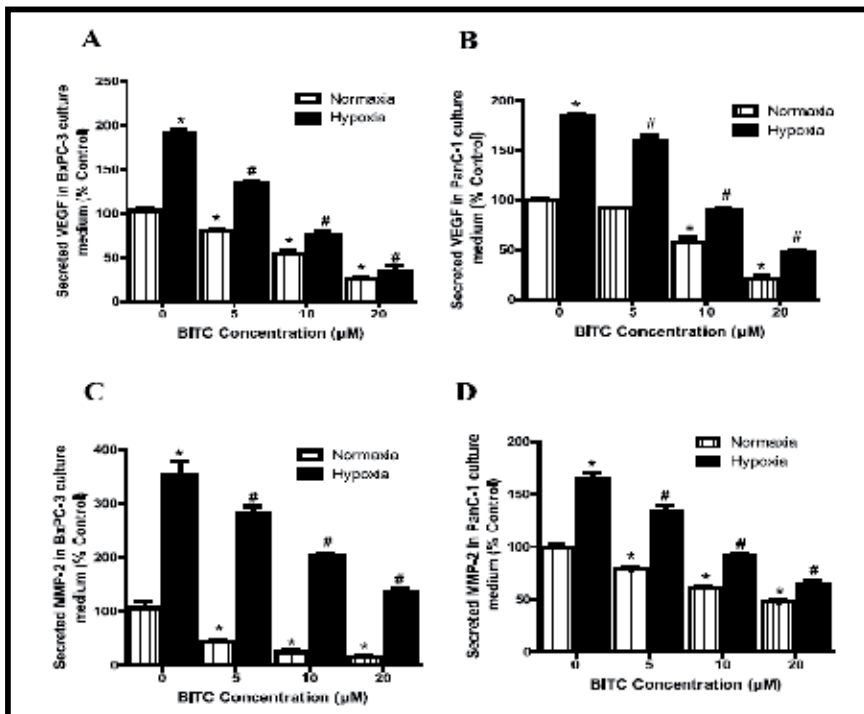 A
Secreted VEGF in BxPC-3 culture
medium (% Control)
250
200
150
100
50
0
*
#
*
*
#
*
#
Normaxia
Hypoxia
0
5
10
20
BITC Concentration (µM)
B
Secreted VEGF in PanC-1 culture
medium (% Control)
200
150
100
50
0
*
#
*
#
*
#
Normaxia
Hypoxia
0
5
10
20
BITC Concentration (µM)
C
Secreted MMP-2 in BxPC-3 culture
medium (% Control)
400
300
200
100
0
*
*
#
*
#
*
#
Normaxia
Hypoxia
0
5
10
20
BITC Concentration (µM)
D
Secreted MMP-2 in PanC-1 culture
medium (% Control)
200
150
100
50
0
*
*
#
*
#
*
#
Normaxia
Hypoxia
0
5
10
20
BITC Concentration (µM)